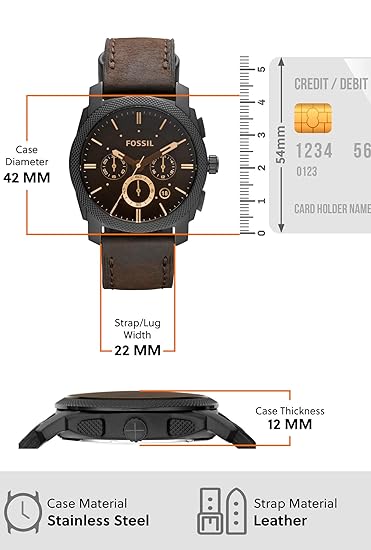 5
4
3
2
1
0
CREDIT / DEBIT
54mm
1234 56
0123
CARD HOLDER NAME
Case
Diameter
42 MM
FOSSIL
Strap/Lug
Width
22 MM
Case Thickness
12 MM
Case Material
Stainless Steel
Strap Material
Leather